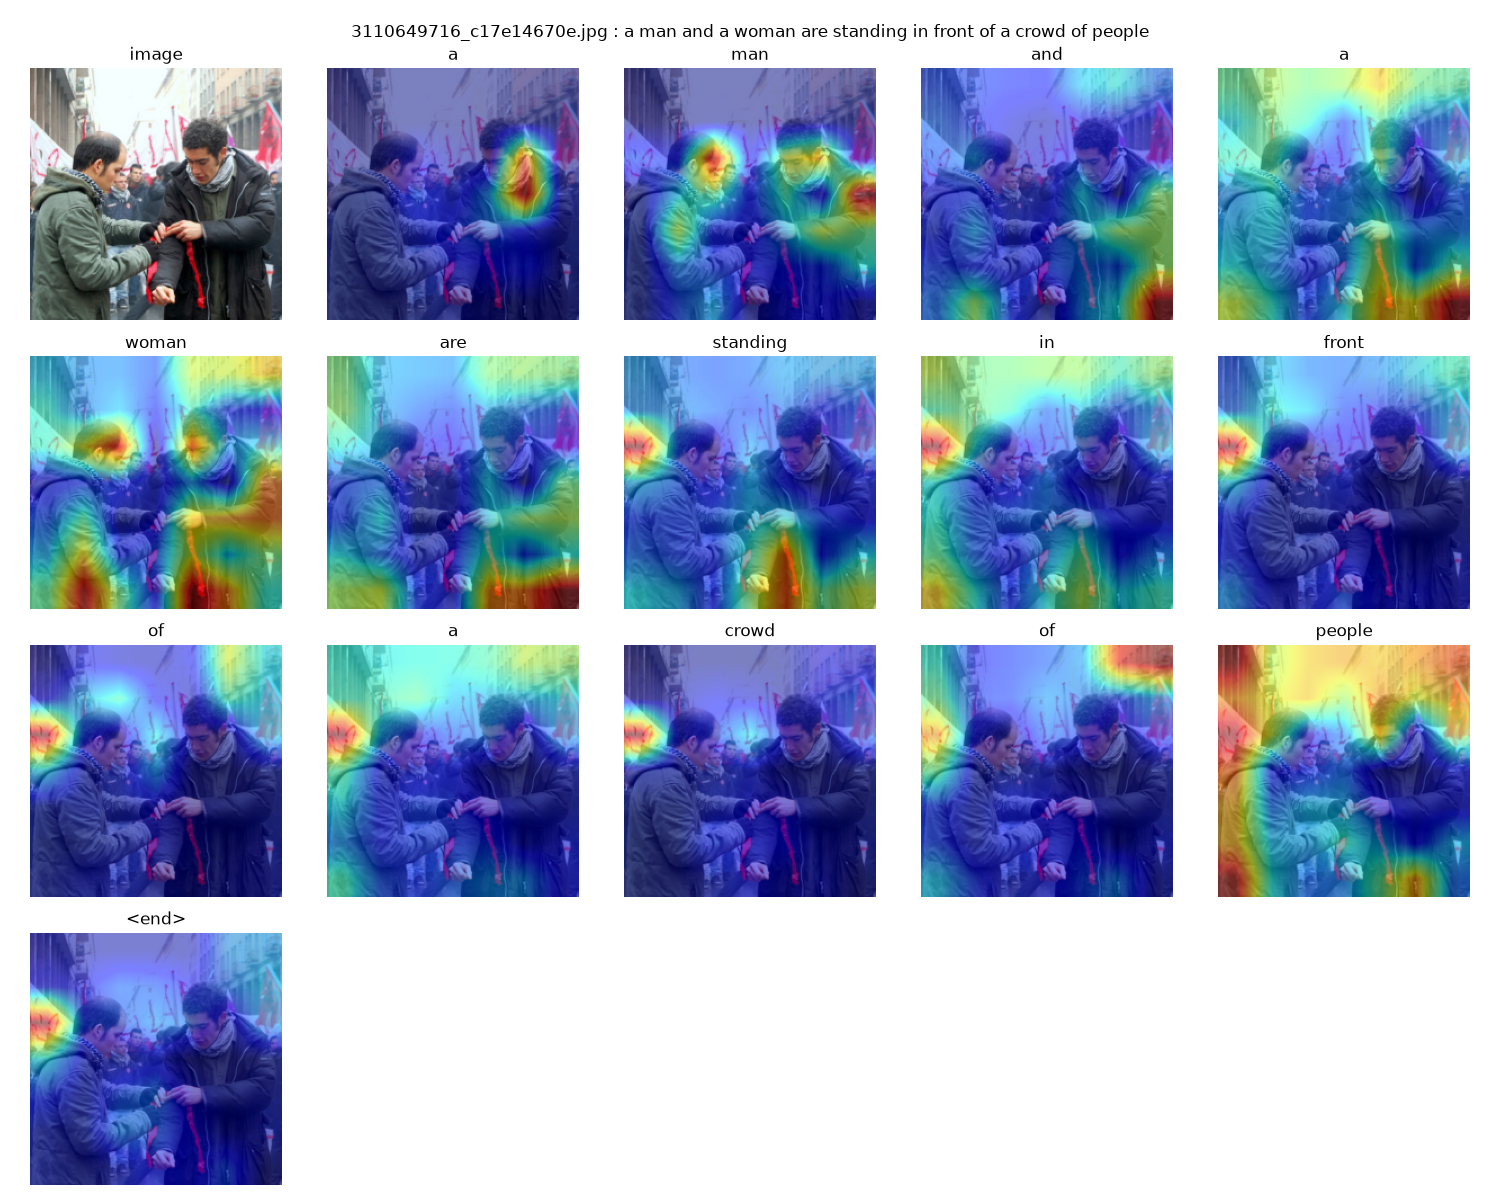 3110649716_c17e14670e.jpg : a man and a woman are standing in front of a crowd of people
image a man and a
woman are standing in front
of a crowd of people
<end>